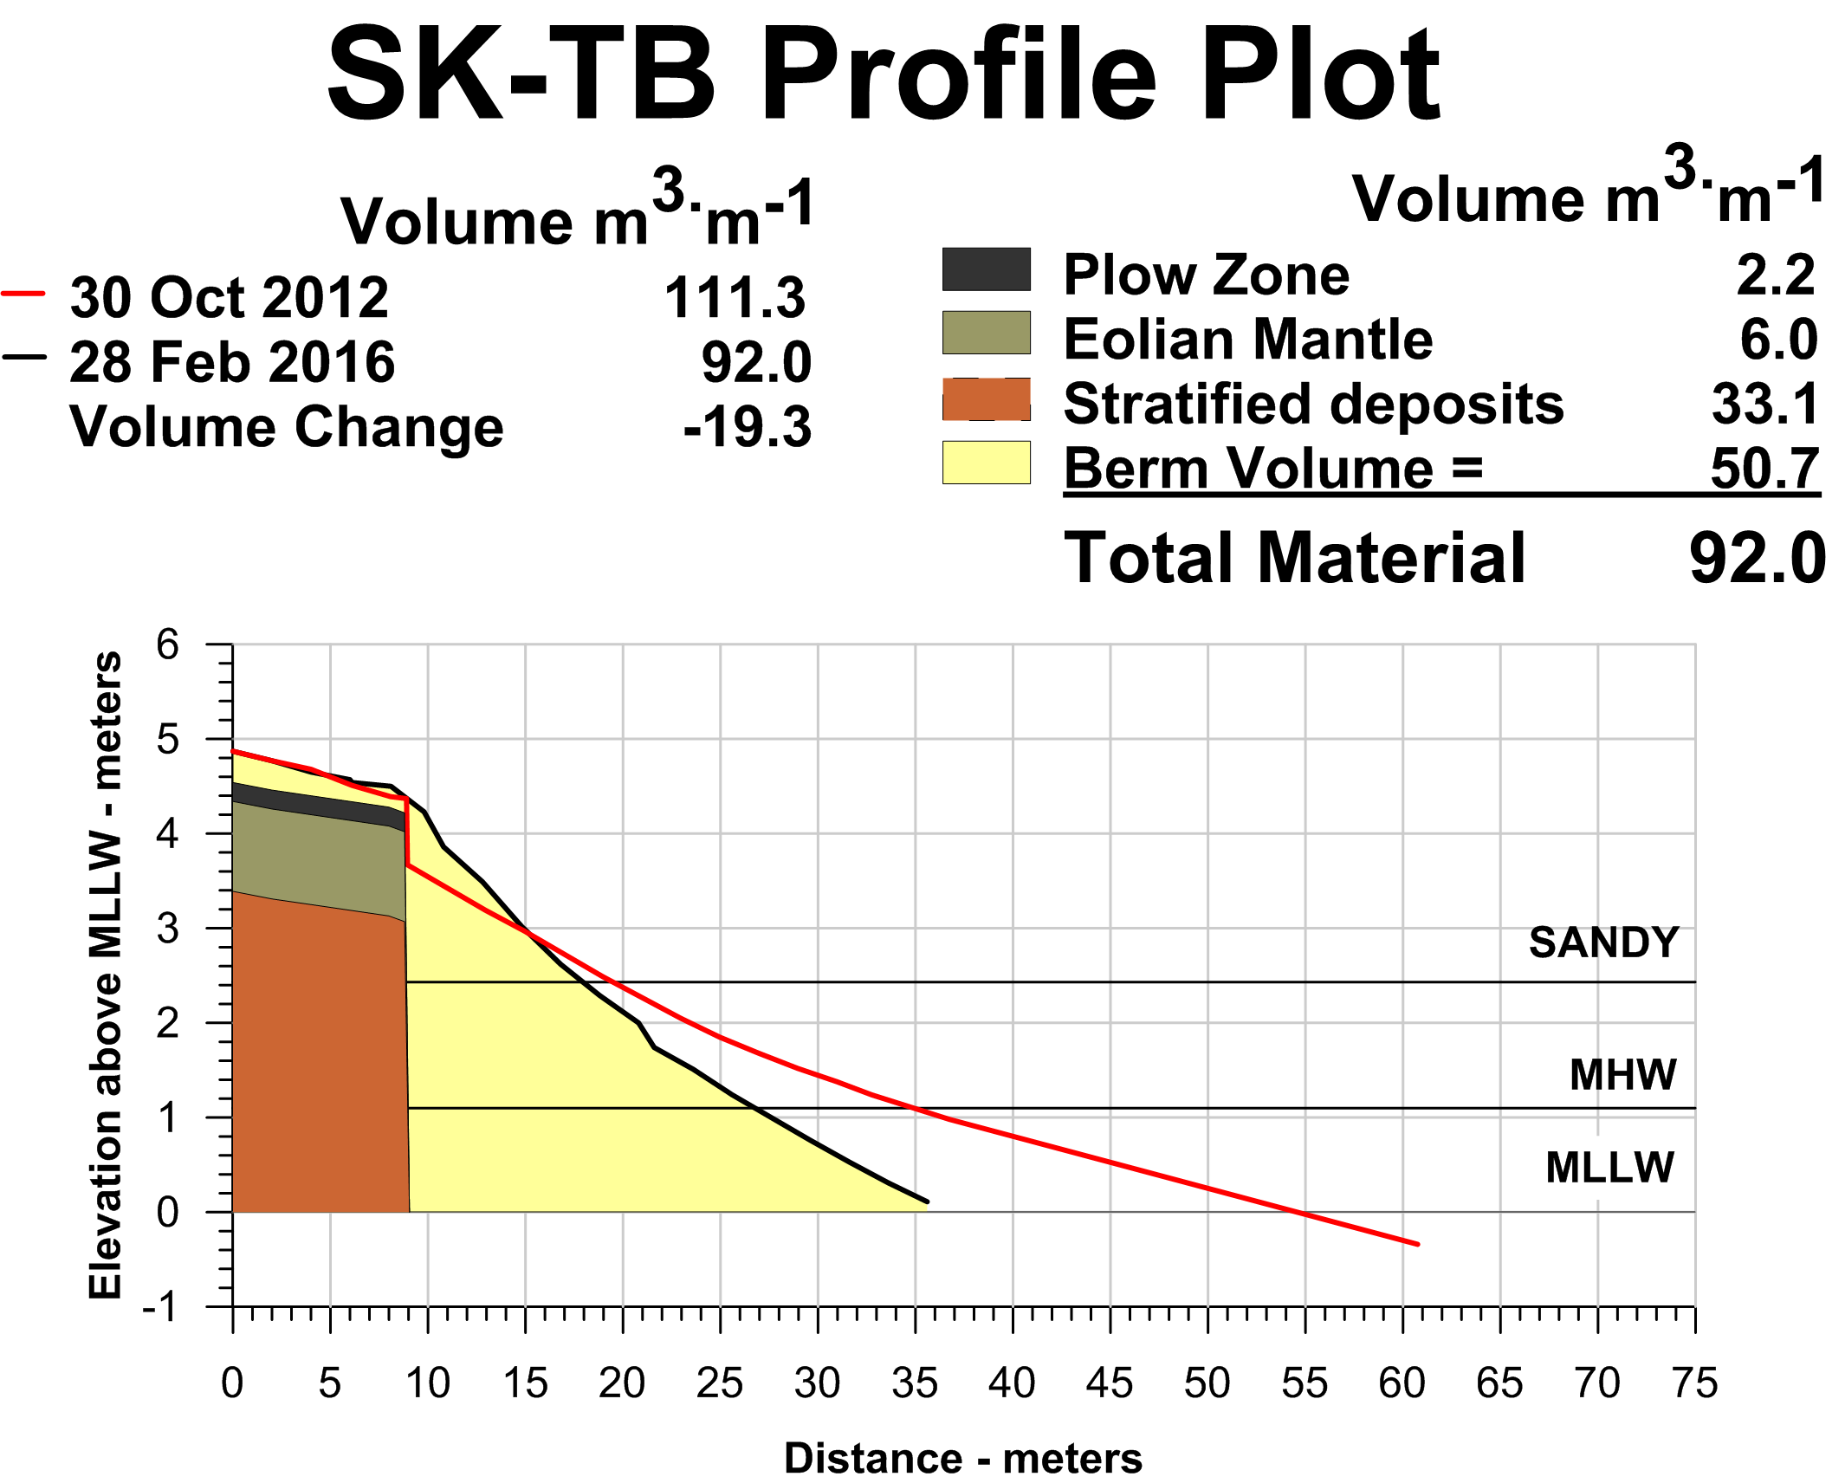 SK-TB Profile Plot
Volume m³·m⁻¹
30 Oct 2012 111.3
28 Feb 2016 92.0
Volume Change -19.3
Volume m³·m⁻¹
Plow Zone 2.2
Eolian Mantle 6.0
Stratified deposits 33.1
Berm Volume = 50.7
Total Material 92.0
Elevation above MLLW - meters
6
5
4
3
2
1
0
-1
SANDY
MHW
MLLW
0 5 10 15 20 25 30 35 40 45 50 55 60 65 70 75
Distance - meters